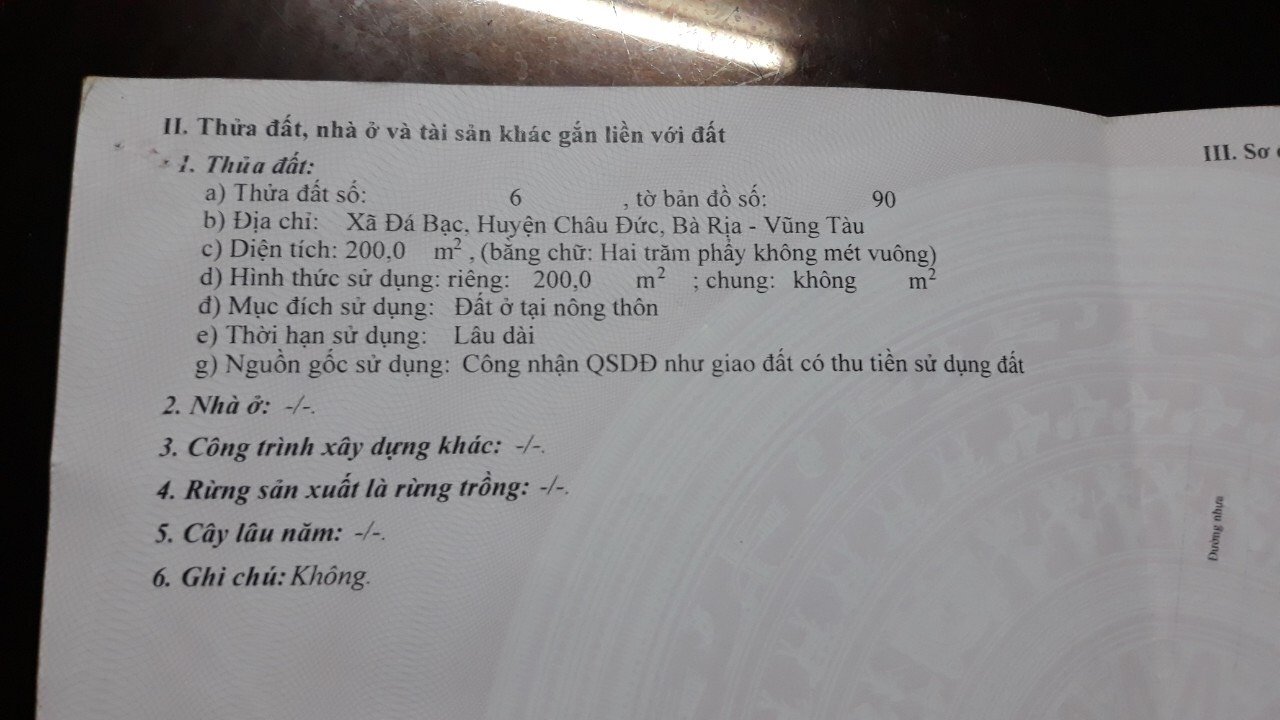 II. Thửa đất, nhà ở và tài sản khác gắn liền với đất
1. Thửa đất:
a) Thửa đất số: 6 , tờ bản đồ số: 90
b) Địa chỉ: Xã Đá Bạc, Huyện Châu Đức, Bà Rịa - Vũng Tàu
c) Diện tích: 200,0 m² , (bằng chữ: Hai trăm phẩy không mét vuông)
d) Hình thức sử dụng: riêng: 200,0 m² ; chung: không m²
đ) Mục đích sử dụng: Đất ở tại nông thôn
e) Thời hạn sử dụng: Lâu dài
g) Nguồn gốc sử dụng: Công nhận QSDĐ như giao đất có thu tiền sử dụng đất
2. Nhà ở: -/-.
3. Công trình xây dựng khác: -/-.
4. Rừng sản xuất là rừng trồng: -/-.
5. Cây lâu năm: -/-.
6. Ghi chú: Không.
III. Sơ
Đường nhựa